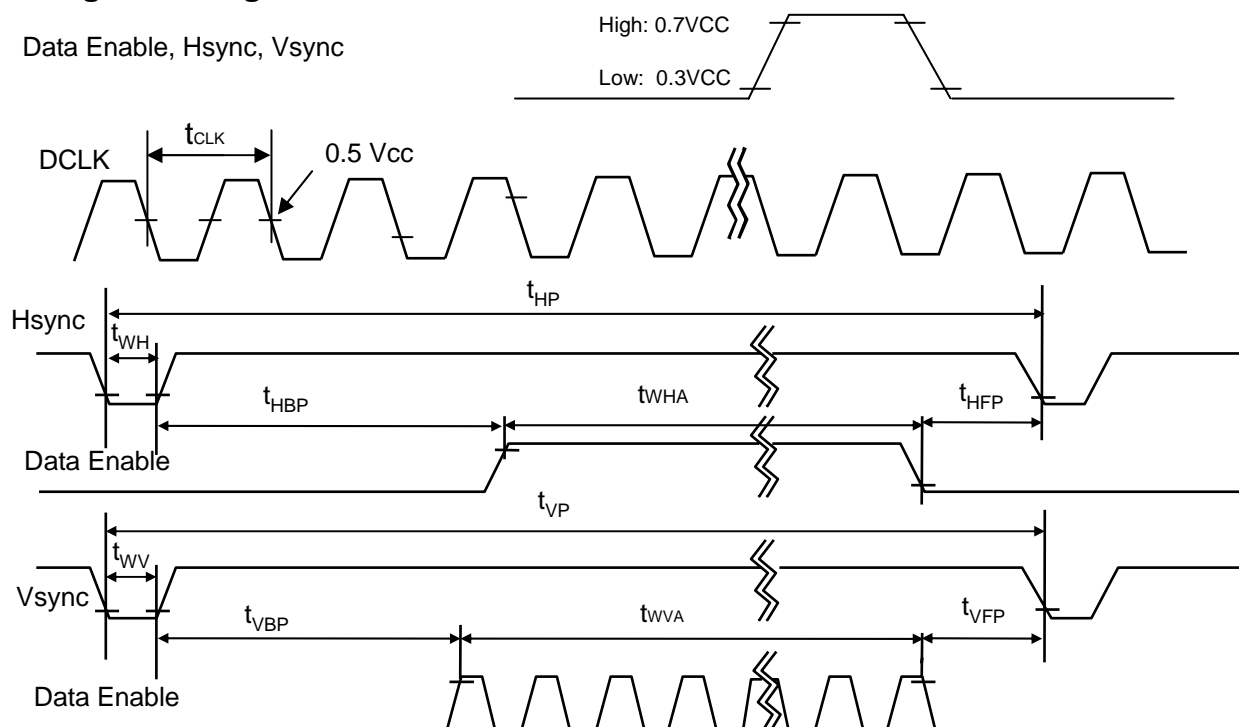 Data Enable, Hsync, Vsync
High: 0.7VCC
Low: 0.3VCC
tCLK
DCLK
0.5 Vcc
tHP
Hsync
tWH
tHBP
tWHA
tHFP
Data Enable
tVP
tWV
Vsync
tVBP
tWVA
tVFP
Data Enable